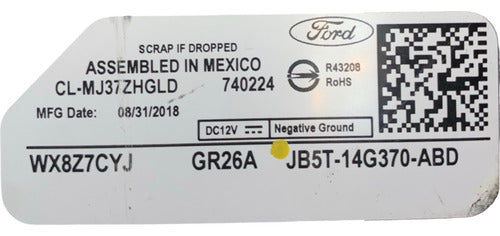 SCRAP IF DROPPED
Ford
ASSEMBLED IN MEXICO
CL-MJ37ZHGLD 740224
R43208
RoHS
MFG Date: 08/31/2018
DC12V Negative Ground
WX8Z7CYJ GR26A JB5T-14G370-ABD